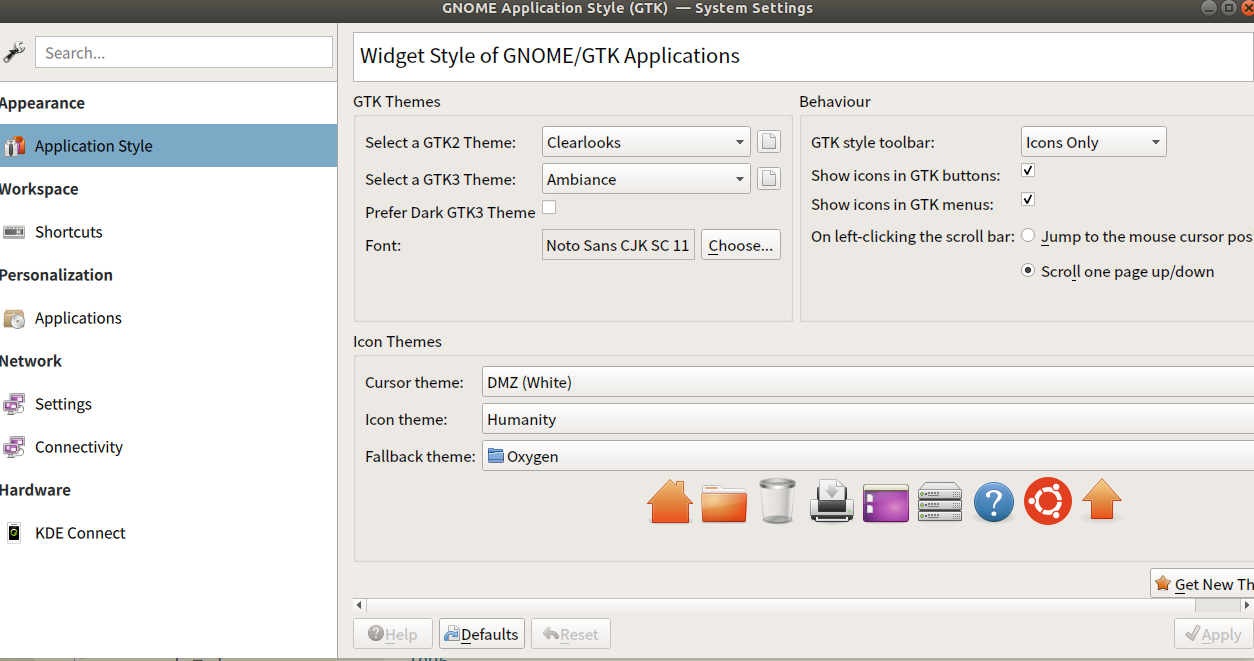 GNOME Application Style (GTK) — System Settings
Search...
Appearance
Application Style
Workspace
Shortcuts
Personalization
Applications
Network
Settings
Connectivity
Hardware
KDE Connect
Widget Style of GNOME/GTK Applications
GTK Themes
Select a GTK2 Theme: Clearlooks
Select a GTK3 Theme: Ambiance
Prefer Dark GTK3 Theme
Font: Noto Sans CJK SC 11 Choose...
Behaviour
GTK style toolbar: Icons Only
Show icons in GTK buttons:
Show icons in GTK menus:
On left-clicking the scroll bar: Jump to the mouse cursor pos
Scroll one page up/down
Icon Themes
Cursor theme: DMZ (White)
Icon theme: Humanity
Fallback theme: Oxygen
Get New Th
Help Defaults Reset Apply